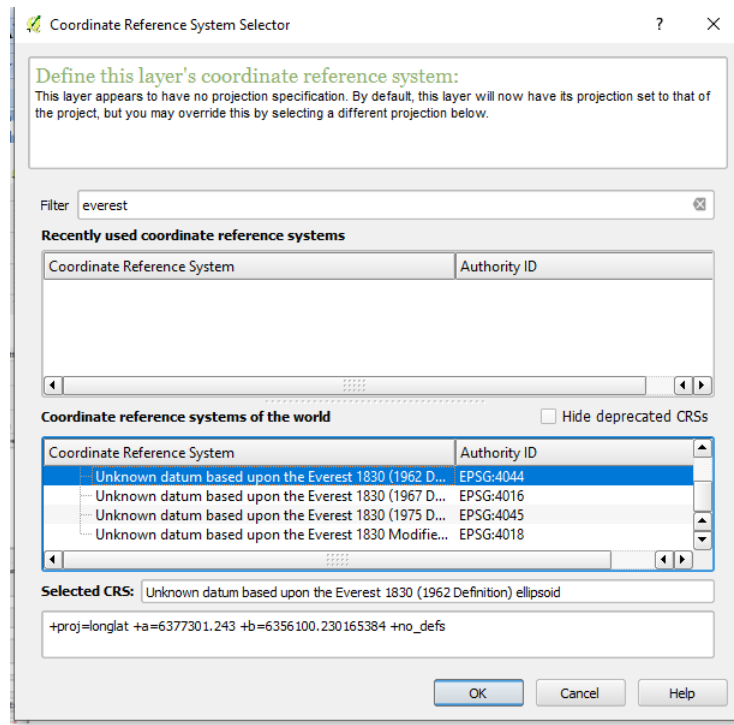 Coordinate Reference System Selector
?
Define this layer's coordinate reference system:
This layer appears to have no projection specification. By default, this layer will now have its projection set to that of
the project, but you may override this by selecting a different projection below.
Filter everest
Recently used coordinate reference systems
Coordinate Reference System Authority ID
Coordinate reference systems of the world Hide deprecated CRSs
Coordinate Reference System Authority ID
Unknown datum based upon the Everest 1830 (1962 D... EPSG:4044
Unknown datum based upon the Everest 1830 (1967 D... EPSG:4016
Unknown datum based upon the Everest 1830 (1975 D... EPSG:4045
Unknown datum based upon the Everest 1830 Modifie... EPSG:4018
Selected CRS: Unknown datum based upon the Everest 1830 (1962 Definition) ellipsoid
+proj=longlat +a=6377301.243 +b=6356100.230165384 +no_defs
OK Cancel Help